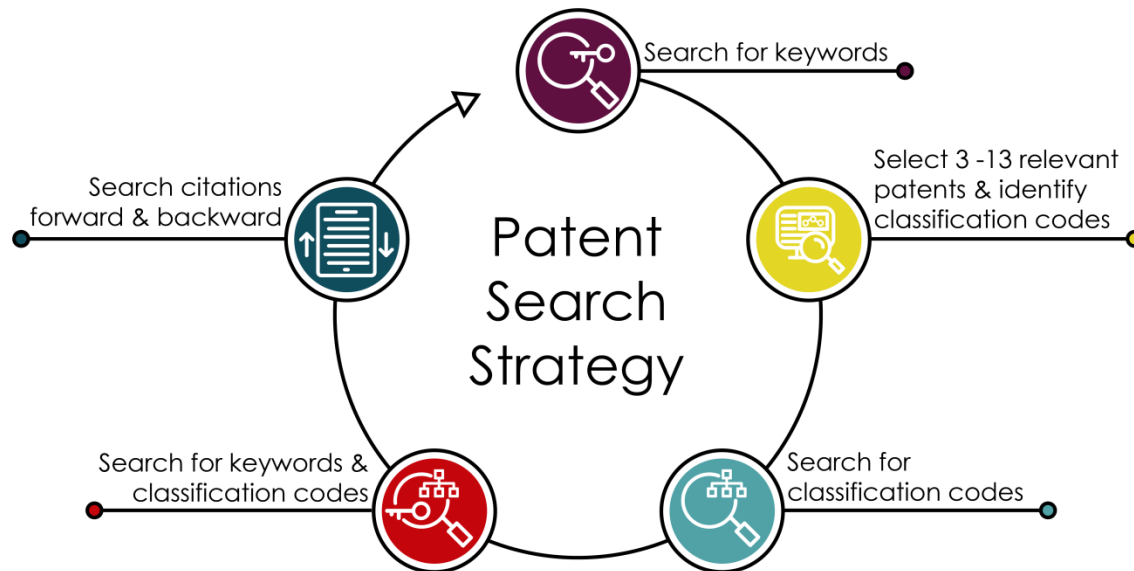 Search for keywords
Select 3 -13 relevant
patents & identify
classification codes
Search for
classification codes
Search for keywords &
classification codes
Search citations
forward & backward
Patent
Search
Strategy